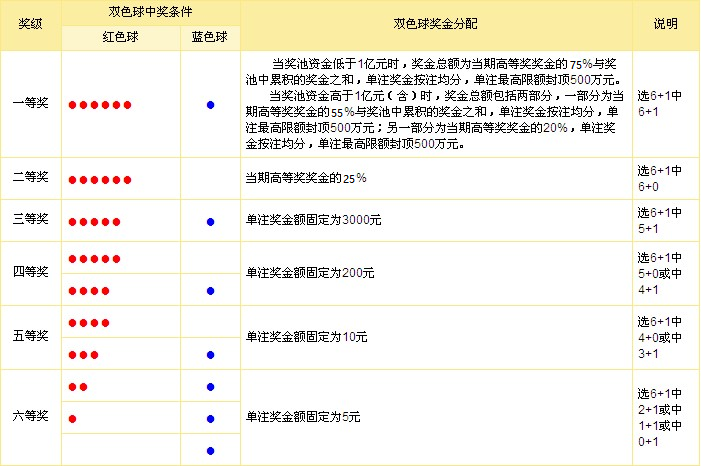 奖级
双色球中奖条件
双色球奖金分配
说明
红色球
蓝色球
一等奖
当奖池资金低于1亿元时，奖金总额为当期高等奖奖金的75%与奖
池中累积的奖金之和，单注奖金按注均分，单注最高限额封顶500万元。
当奖池资金高于1亿元（含）时，奖金总额包括两部分，一部分为当
期高等奖奖金的55%与奖池中累积的奖金之和，单注奖金按注均分，单
注最高限额封顶500万元；另一部分为当期高等奖奖金的20%，单注奖
金按注均分，单注最高限额封顶500万元。
选6+1中
6+1
二等奖
当期高等奖奖金的25%
选6+1中
6+0
三等奖
单注奖金额固定为3000元
选6+1中
5+1
四等奖
单注奖金额固定为200元
选6+1中
5+0或中
4+1
五等奖
单注奖金额固定为10元
选6+1中
4+0或中
3+1
六等奖
单注奖金额固定为5元
选6+1中
2+1或中
1+1或中
0+1